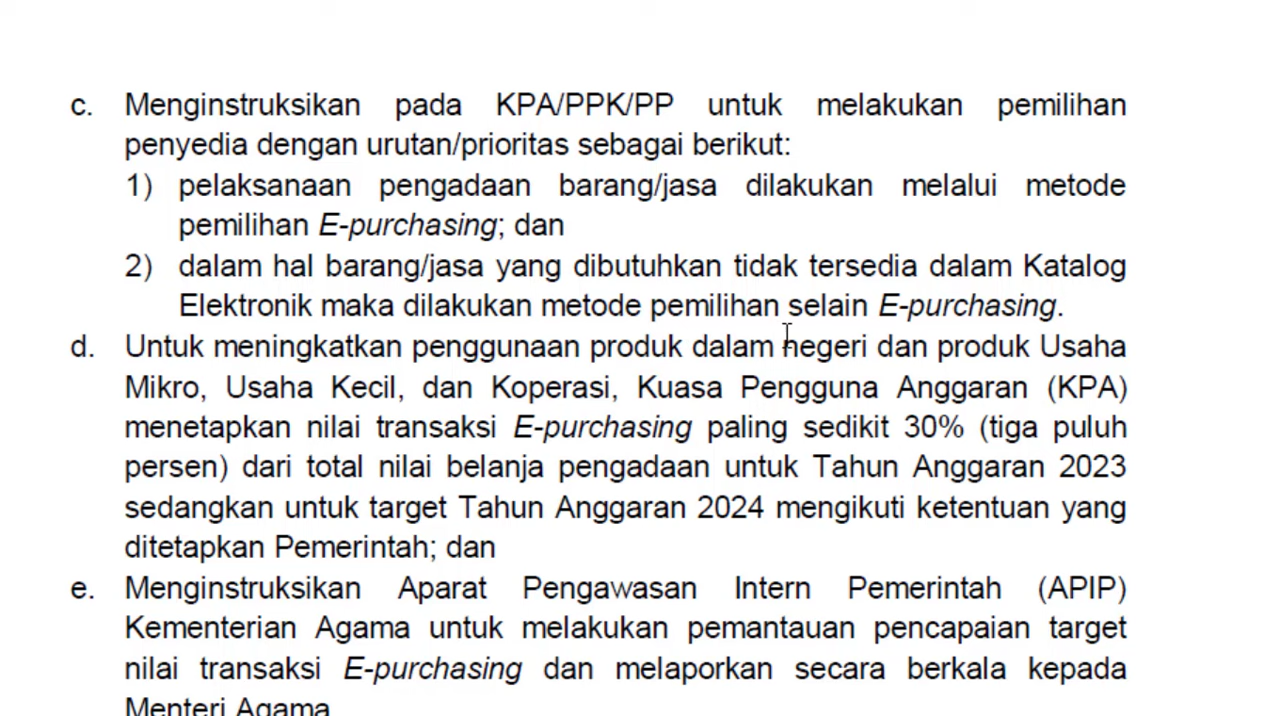 c. Menginstruksikan pada KPA/PPK/PP untuk melakukan pemilihan
penyedia dengan urutan/prioritas sebagai berikut:
1) pelaksanaan pengadaan barang/jasa dilakukan melalui metode
pemilihan E-purchasing; dan
2) dalam hal barang/jasa yang dibutuhkan tidak tersedia dalam Katalog
Elektronik maka dilakukan metode pemilihan selain E-purchasing.
d. Untuk meningkatkan penggunaan produk dalam negeri dan produk Usaha
Mikro, Usaha Kecil, dan Koperasi, Kuasa Pengguna Anggaran (KPA)
menetapkan nilai transaksi E-purchasing paling sedikit 30% (tiga puluh
persen) dari total nilai belanja pengadaan untuk Tahun Anggaran 2023
sedangkan untuk target Tahun Anggaran 2024 mengikuti ketentuan yang
ditetapkan Pemerintah; dan
e. Menginstruksikan Aparat Pengawasan Intern Pemerintah (APIP)
Kementerian Agama untuk melakukan pemantauan pencapaian target
nilai transaksi E-purchasing dan melaporkan secara berkala kepada
Menteri Agama